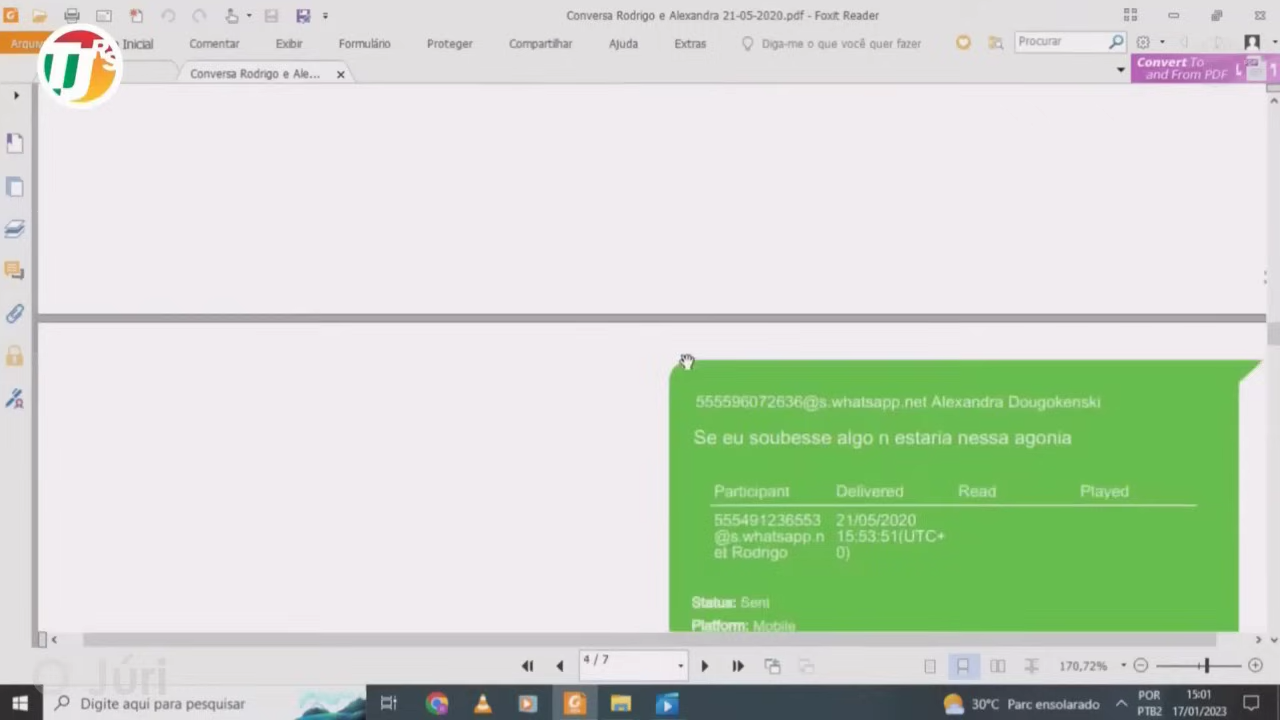 Conversa Rodrigo e Alexandra 21-05-2020.pdf - Foxit Reader
Inicial Comentar Exibir Formulário Proteger Compartilhar Ajuda Extras Diga-me o que você quer fazer Procurar
Conversa Rodrigo e Ale...
Convert To
and From PDF
TJ RS
555596072636@s.whatsapp.net Alexandra Dougokenski
Se eu soubesse algo n estaria nessa agonia
Participant Delivered Read Played
555491236553 21/05/2020
@s.whatsapp.n 15:53:51(UTC+
et Rodrigo 0)
Status: Sent
Platform: Mobile
4 / 7
170,72%
O Júri
Digite aqui para pesquisar
30°C Parc ensolarado
POR 15:01
PTB2 17/01/2023